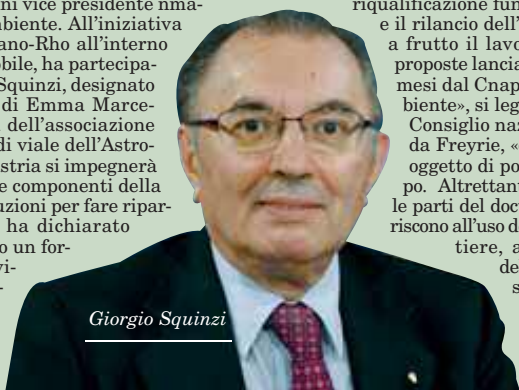 ni vice presidente nma-
biente. All'iniziativa
ano-Rho all'interno
obile, ha partecipa-
Squinzi, designato
di Emma Marce-
dell'associazione
di viale dell'Astro-
stria si impegnerà
e componenti della
uzioni per fare ripar-
ha dichiarato
o un for-
vi-
-
riqualificazione fun
e il rilancio dell'
a frutto il lavo
proposte lancia
mesi dal Cnap
biente», si leg
Consiglio naz
da Freyrie, «
oggetto di po
po. Altrettant
le parti del doc
riscono all'uso d
tiere, a
de
s
Giorgio Squinzi